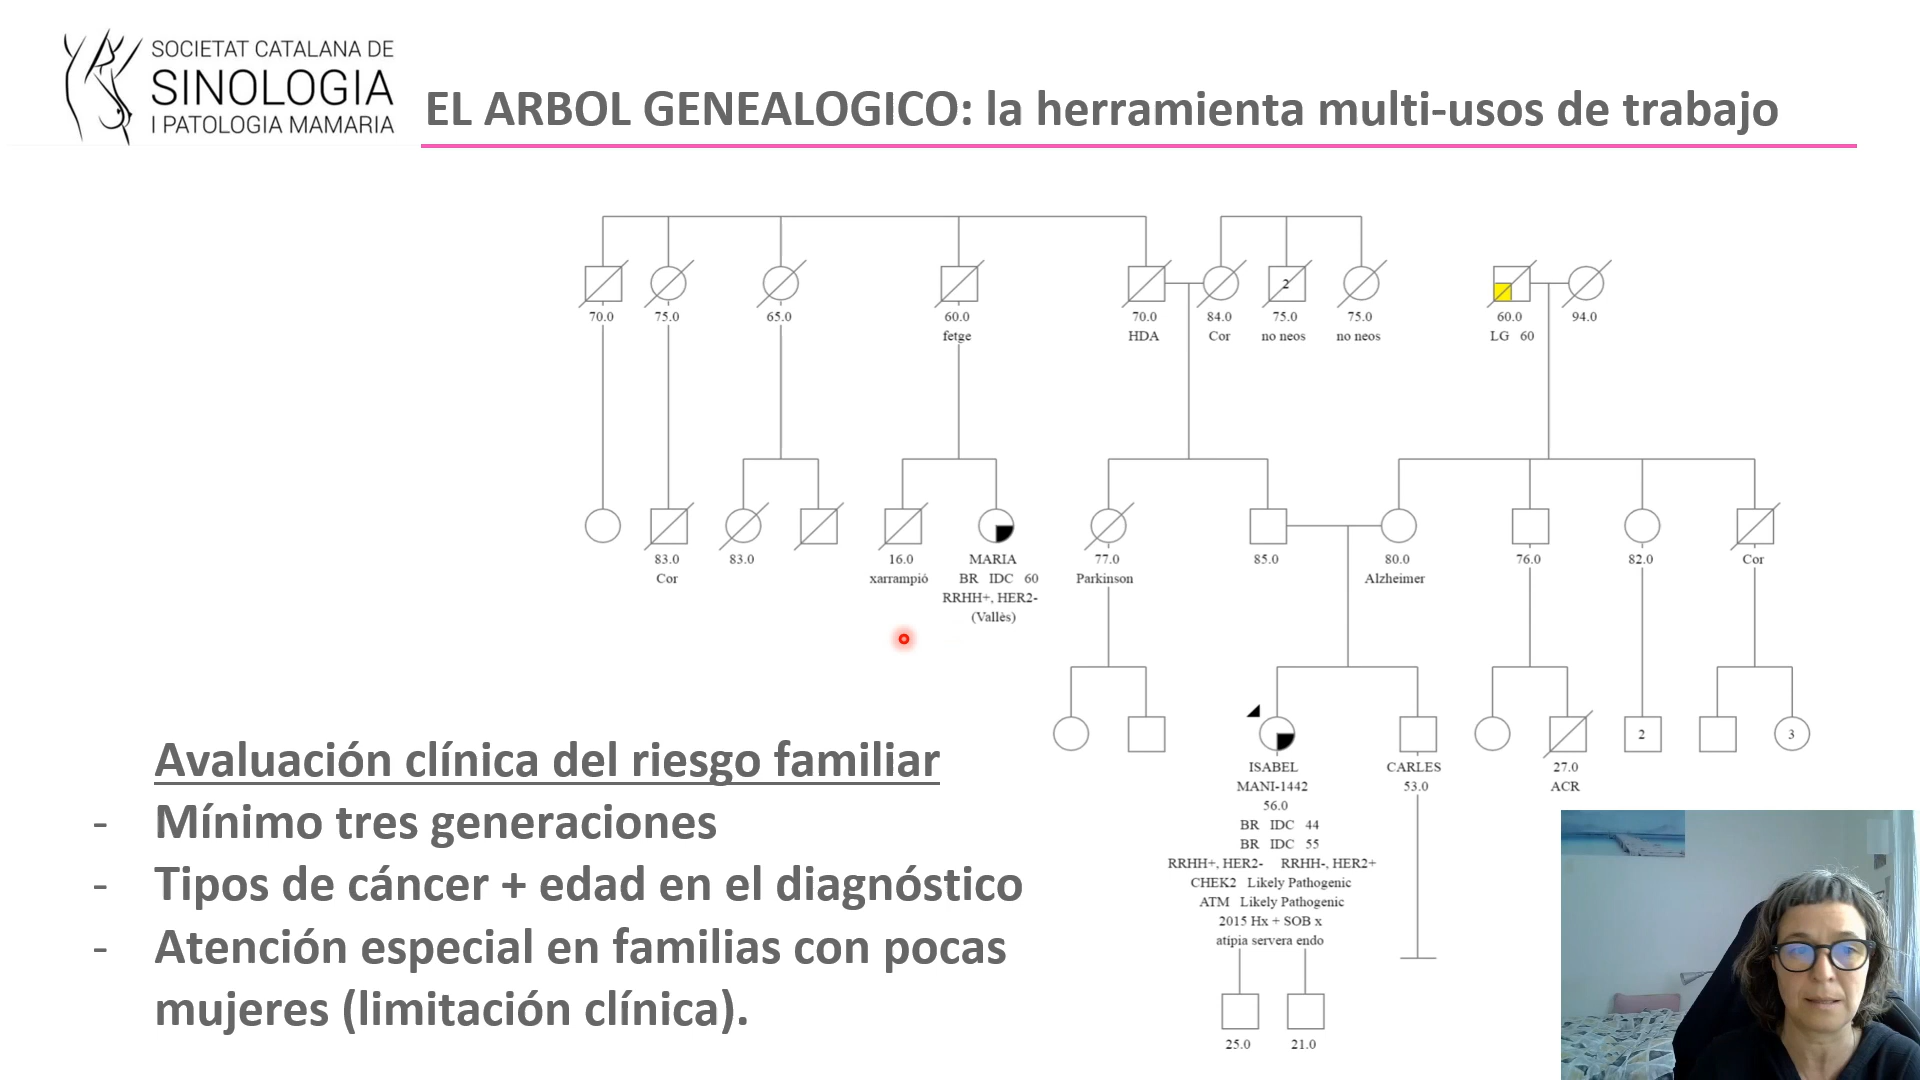 SOCIETAT CATALANA DE
SINOLOGIA
I PATOLOGIA MAMARIA
EL ARBOL GENEALOGICO: la herramienta multi-usos de trabajo
2
70.0 75.0 65.0 60.0 70.0 84.0 75.0 75.0 60.0 94.0
fetge HDA Cor no neos no neos LG 60
83.0 83.0 16.0 MARIA 77.0 85.0 80.0 76.0 82.0 Cor
Cor xarrampió BR IDC 60 Parkinson Alzheimer
RRHH+, HER2-
(Vallès)
2 3
ISABEL CARLES 27.0
MANI-1442 53.0 ACR
56.0
BR IDC 44
BR IDC 55
RRHH+, HER2- RRHH-, HER2+
CHEK2 Likely Pathogenic
ATM Likely Pathogenic
2015 Hx + SOB x
atípia servera endo
25.0 21.0
Avaluación clínica del riesgo familiar
- Mínimo tres generaciones
- Tipos de cáncer + edad en el diagnóstico
- Atención especial en familias con pocas
mujeres (limitación clínica).